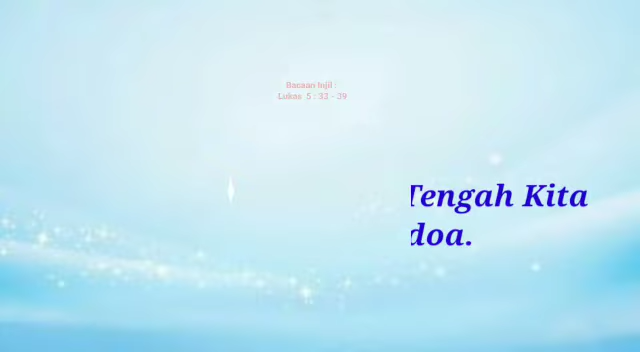 Bacaan Injil :
Lukas 5 : 33 - 39
Tengah Kita
doa.